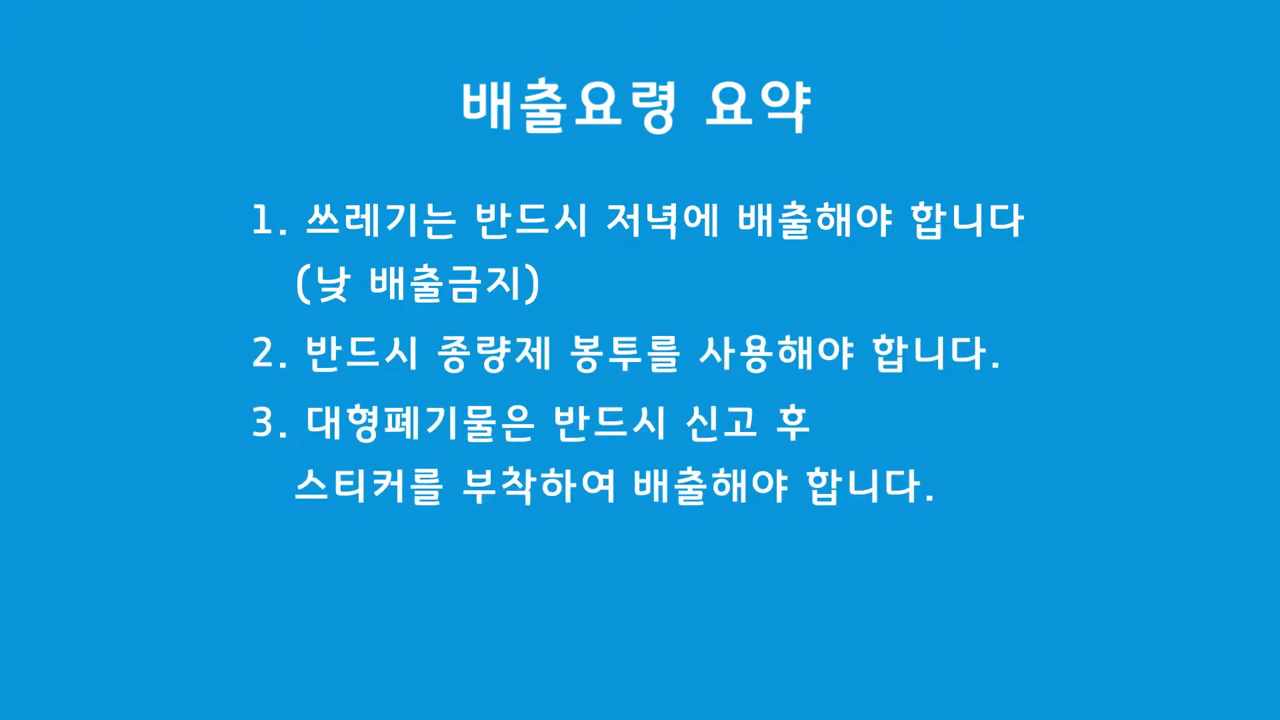 배출요령 요약
1. 쓰레기는 반드시 저녁에 배출해야 합니다
(낮 배출금지)
2. 반드시 종량제 봉투를 사용해야 합니다.
3. 대형폐기물은 반드시 신고 후
스티커를 부착하여 배출해야 합니다.